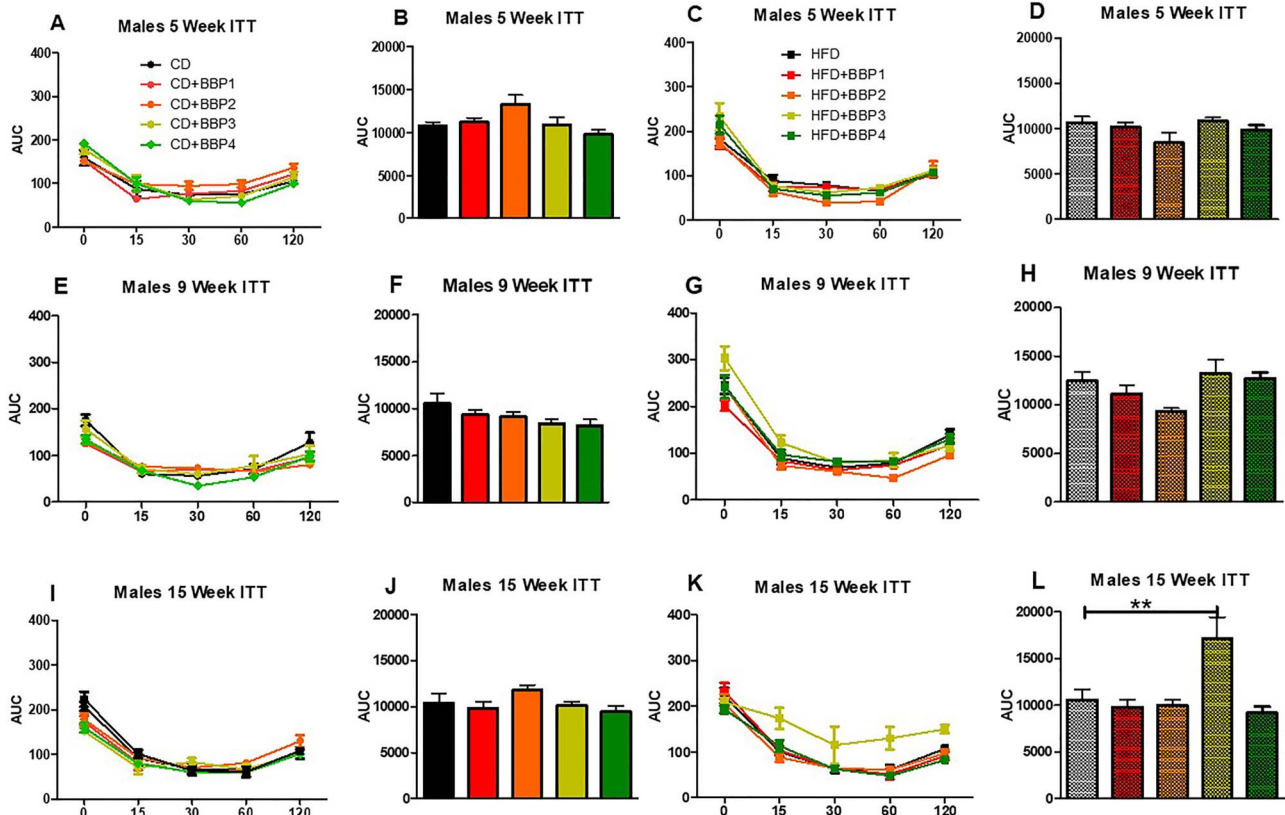 A
Males 5 Week ITT
400
300
200
100
0
AUC
0 15 30 60 120
CD
CD+BBP1
CD+BBP2
CD+BBP3
CD+BBP4
B
Males 5 Week ITT
20000
15000
10000
5000
0
AUC
C
Males 5 Week ITT
400
300
200
100
0
AUC
0 15 30 60 120
HFD
HFD+BBP1
HFD+BBP2
HFD+BBP3
HFD+BBP4
D
Males 5 Week ITT
20000
15000
10000
5000
0
AUC
E
Males 9 Week ITT
400
300
200
100
0
AUC
0 15 30 60 120
F
Males 9 Week ITT
20000
15000
10000
5000
0
AUC
G
Males 9 Week ITT
400
300
200
100
0
AUC
0 15 30 60 120
H
Males 9 Week ITT
20000
15000
10000
5000
0
AUC
I
Males 15 Week ITT
400
300
200
100
0
AUC
0 15 30 60 120
J
Males 15 Week ITT
20000
15000
10000
5000
0
AUC
K
Males 15 Week ITT
400
300
200
100
0
AUC
0 15 30 60 120
L
Males 15 Week ITT
20000
15000
10000
5000
0
AUC
**